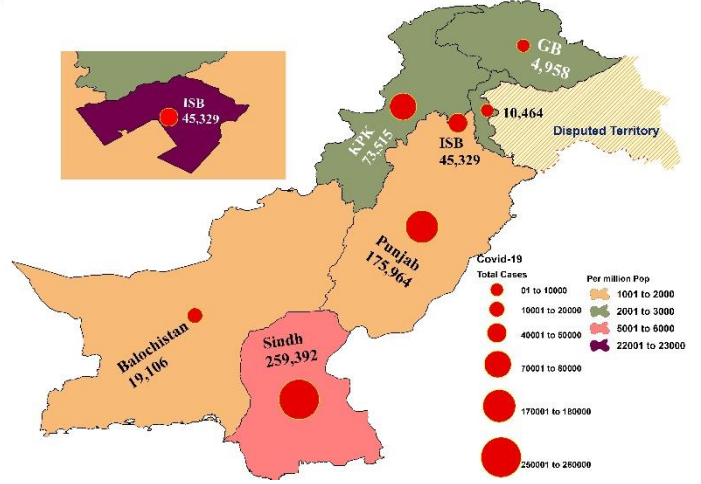 ISB
45,329
GB
4,958
10,464
Disputed Territory
KPK
73,515
ISB
45,329
Punjab
175,964
Balochistan
19,106
Sindh
259,392
Covid-19
Total Cases
01 to 10000
10001 to 20000
40001 to 50000
70001 to 80000
170001 to 180000
250001 to 260000
Per million Pop
1001 to 2000
2001 to 3000
5001 to 6000
22001 to 23000